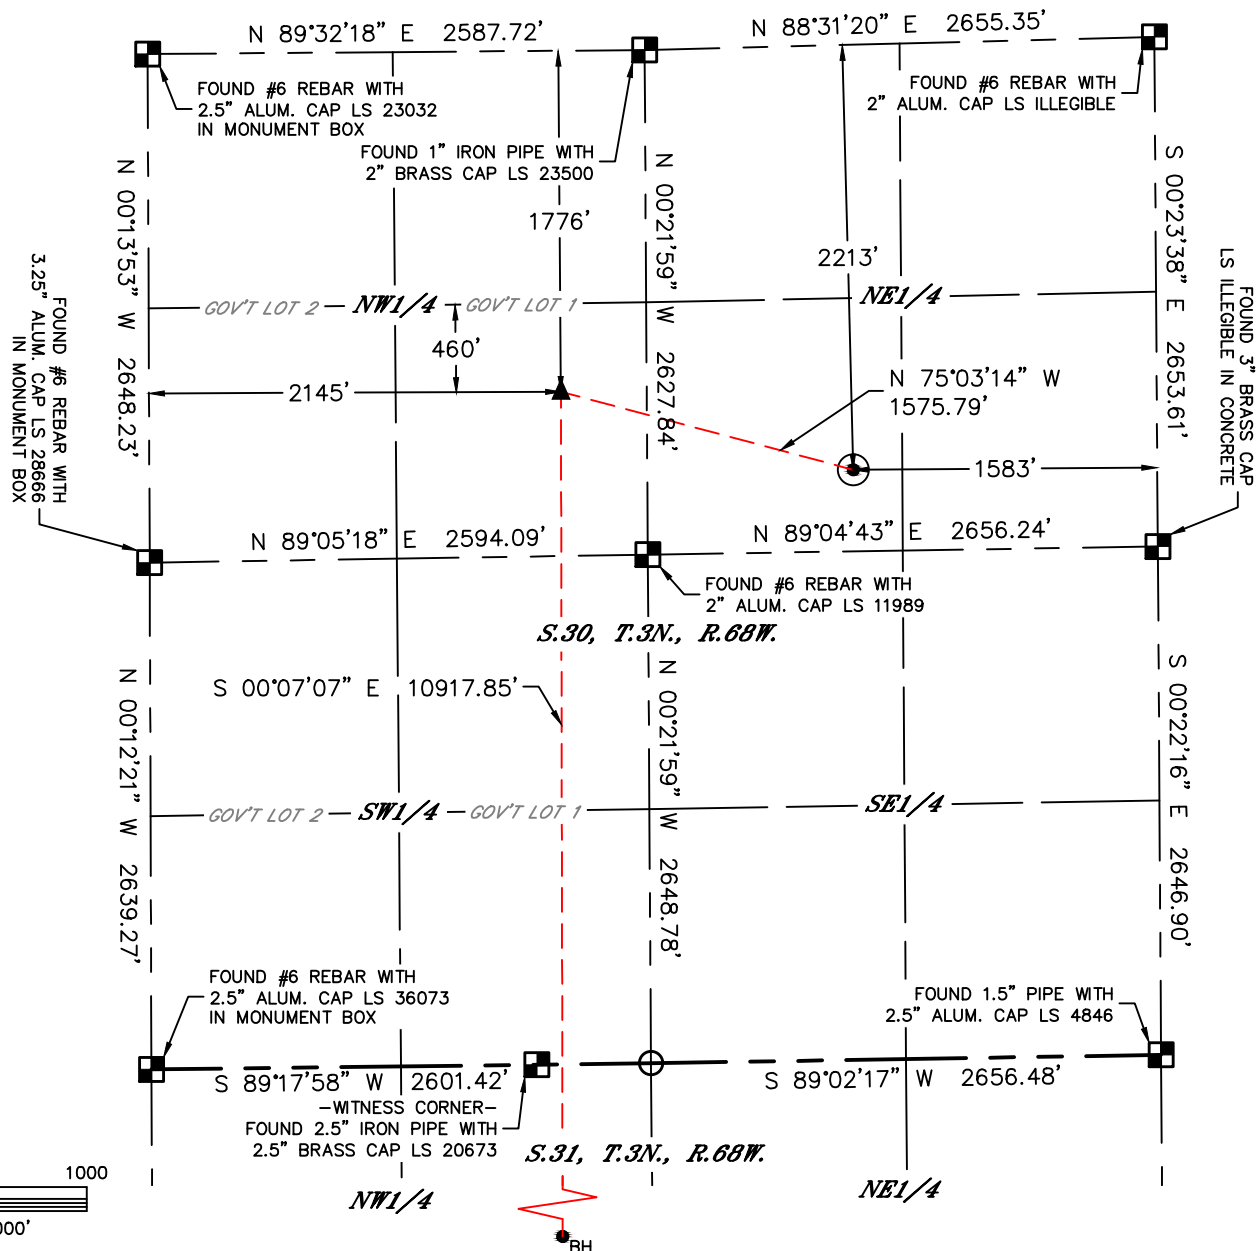 N 89°32'18" E 2587.72'
N 88°31'20" E 2655.35'
FOUND #6 REBAR WITH
2.5" ALUM. CAP LS 23032
IN MONUMENT BOX
FOUND #6 REBAR WITH
2" ALUM. CAP LS ILLEGIBLE
FOUND 1" IRON PIPE WITH
2" BRASS CAP LS 23500
N 00°13'53" W 2648.23'
1776'
N 00°21'59" W 2627.84'
2213'
S 00°23'38" E 2653.61'
FOUND 3" BRASS CAP
LS ILLEGIBLE IN CONCRETE
FOUND #6 REBAR WITH
3.25" ALUM. CAP LS 28666
IN MONUMENT BOX
GOV'T LOT 2
NW1/4
GOV'T LOT 1
NE1/4
460'
2145'
N 75°03'14" W
1575.79'
1583'
N 89°05'18" E 2594.09'
N 89°04'43" E 2656.24'
FOUND #6 REBAR WITH
2" ALUM. CAP LS 11989
S.30, T.3N., R.68W.
S 00°07'07" E 10917.85'
N 00°12'21" W 2639.27'
N 00°21'59" W 2648.78'
S 00°22'16" E 2646.90'
GOV'T LOT 2
SW1/4
GOV'T LOT 1
SE1/4
FOUND #6 REBAR WITH
2.5" ALUM. CAP LS 36073
IN MONUMENT BOX
FOUND 1.5" PIPE WITH
2.5" ALUM. CAP LS 4846
S 89°17'58" W 2601.42'
S 89°02'17" W 2656.48'
-WITNESS CORNER-
FOUND 2.5" IRON PIPE WITH
2.5" BRASS CAP LS 20673
S.31, T.3N., R.68W.
1000
NW1/4
NE1/4
000'
BH